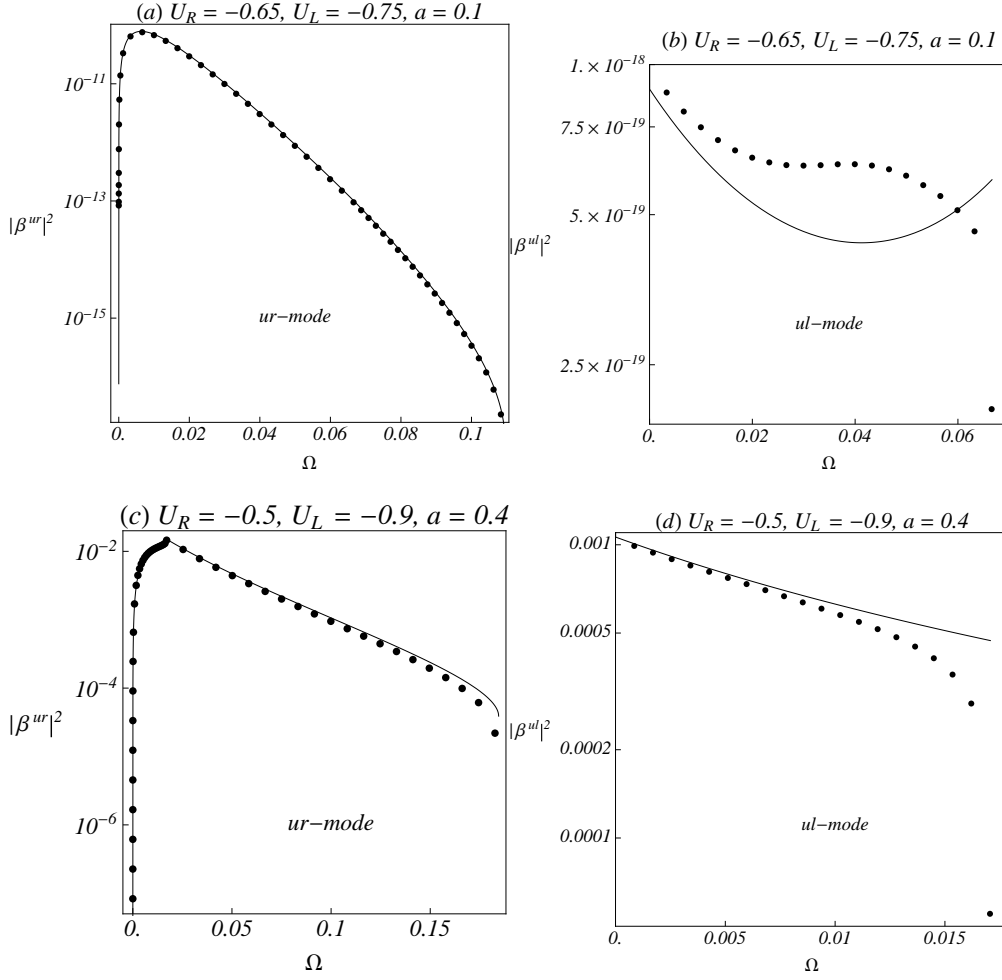 (a) U_R = −0.65, U_L = −0.75, a = 0.1
10^{-11}
10^{-13}
10^{-15}
|β^{ur}|^2
ur−mode
0. 0.02 0.04 0.06 0.08 0.1
Ω
(b) U_R = −0.65, U_L = −0.75, a = 0.1
1. × 10^{-18}
7.5 × 10^{-19}
5. × 10^{-19}
2.5 × 10^{-19}
|β^{ul}|^2
ul−mode
0. 0.02 0.04 0.06
Ω
(c) U_R = −0.5, U_L = −0.9, a = 0.4
10^{-2}
10^{-4}
10^{-6}
|β^{ur}|^2
ur−mode
0. 0.05 0.1 0.15
Ω
(d) U_R = −0.5, U_L = −0.9, a = 0.4
0.001
0.0005
0.0002
0.0001
|β^{ul}|^2
ul−mode
0. 0.005 0.01 0.015
Ω